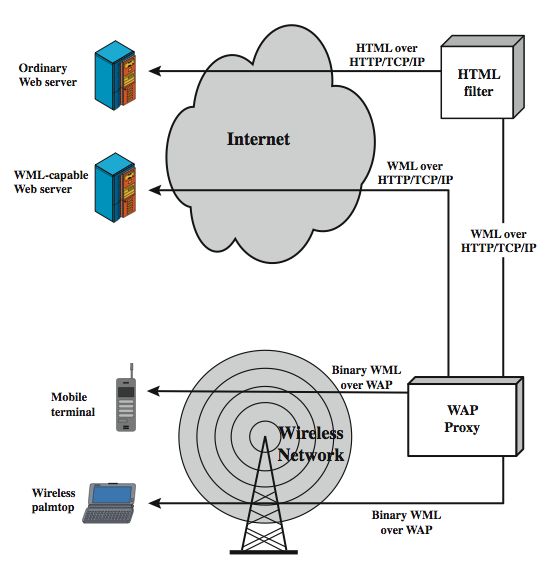 HTML over
HTTP/TCP/IP
Ordinary
Web server
HTML
filter
Internet
WML-capable
Web server
WML over
HTTP/TCP/IP
WML over
HTTP/TCP/IP
Binary WML
over WAP
Mobile
terminal
WAP
Proxy
Wireless
Network
Wireless
palmtop
Binary WML
over WAP